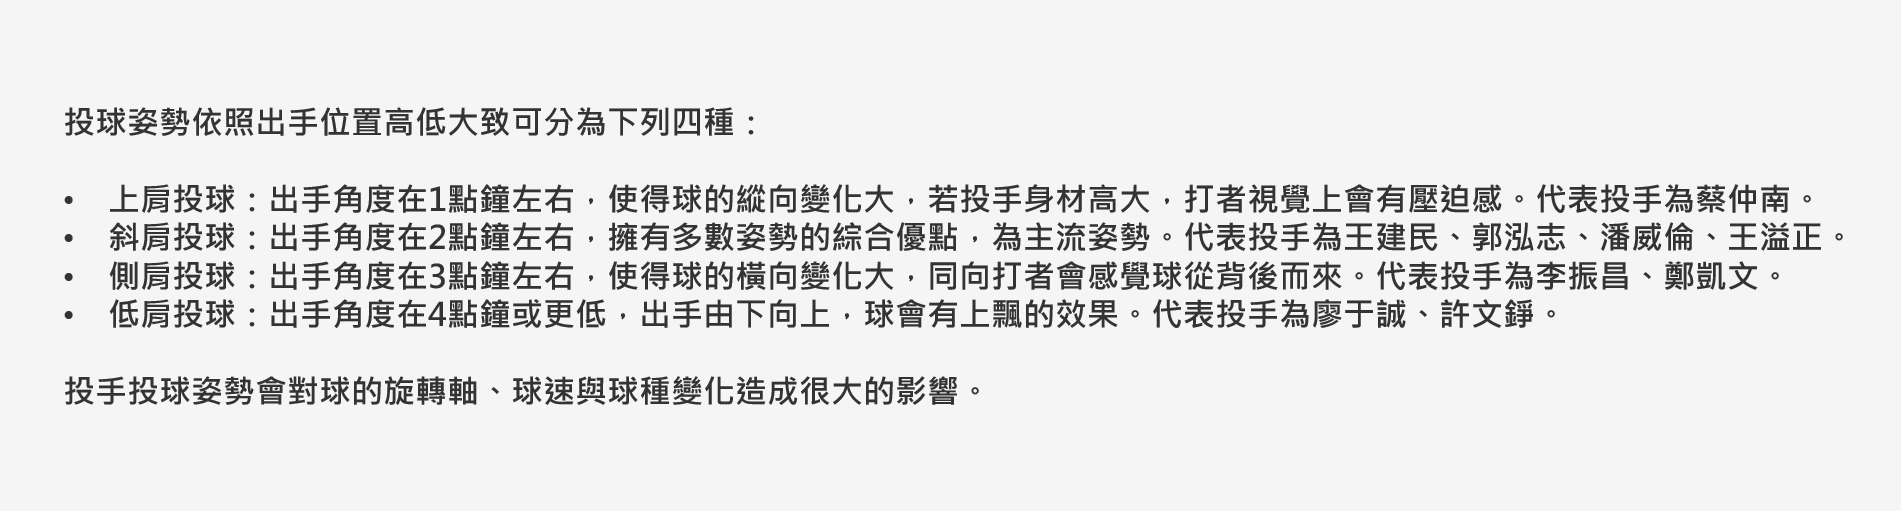 投球姿勢依照出手位置高低大致可分為下列四種：
• 上肩投球：出手角度在1點鐘左右，使得球的縱向變化大，若投手身材高大，打者視覺上會有壓迫感。代表投手為蔡仲南。
• 斜肩投球：出手角度在2點鐘左右，擁有多數姿勢的綜合優點，為主流姿勢。代表投手為王建民、郭泓志、潘威倫、王溢正。
• 側肩投球：出手角度在3點鐘左右，使得球的橫向變化大，同向打者會感覺球從背後而來。代表投手為李振昌、鄭凱文。
• 低肩投球：出手角度在4點鐘或更低，出手由下向上，球會有上飄的效果。代表投手為廖于誠、許文錚。
投手投球姿勢會對球的旋轉軸、球速與球種變化造成很大的影響。